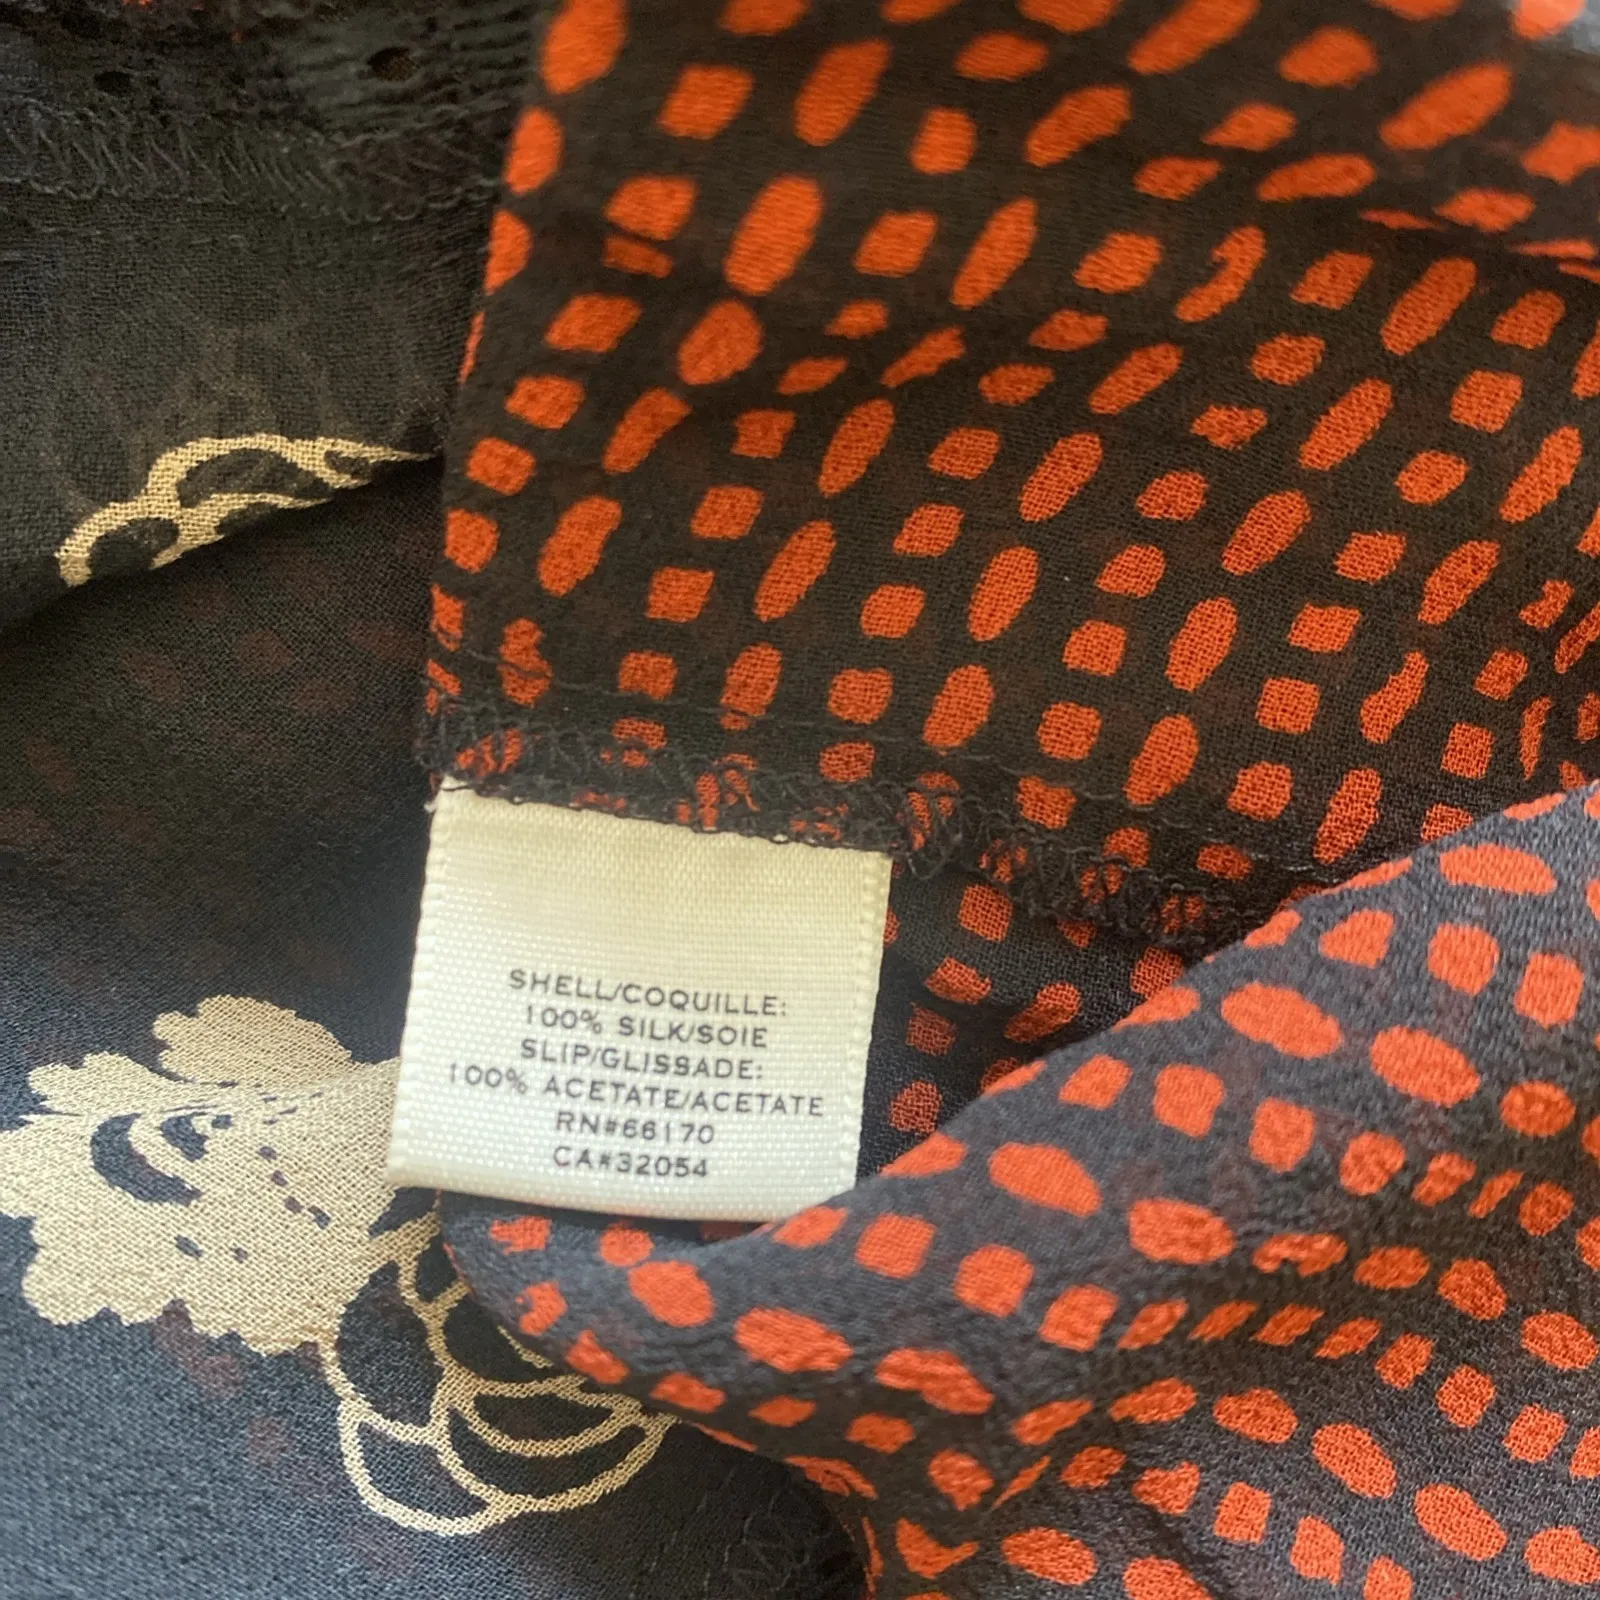 SHELL/COQUILLE:
100% SILK/SOIE
SLIP/GLISSADE:
100% ACETATE/ACETATE
RN#66170
CA#32054